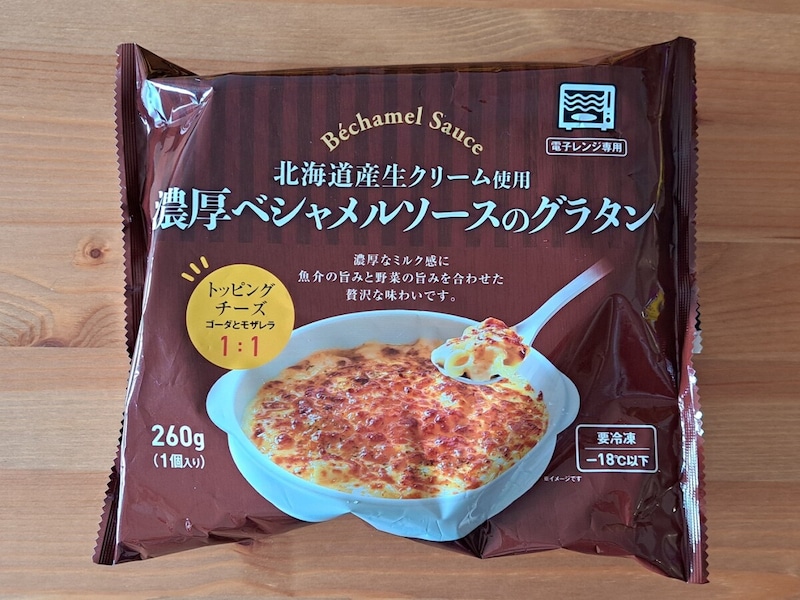 Béchamel Sauce
電子レンジ専用
北海道産生クリーム使用
濃厚ベシャメルソースのグラタン
濃厚なミルク感に
魚介の旨みと野菜の旨みを合わせた
贅沢な味わいです。
トッピング
チーズ
ゴーダとモザレラ
1:1
260g
(1個入り)
要冷凍
−18℃以下
※イメージです